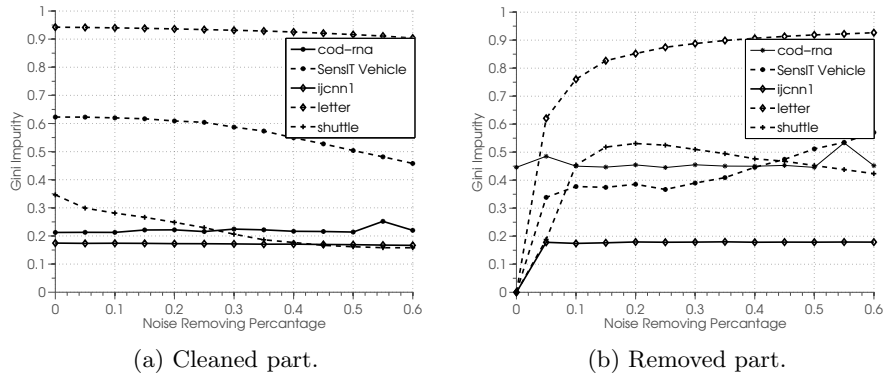 1
0.9
0.8
0.7
0.6
0.5
0.4
0.3
0.2
0.1
0
Gini Impurity
cod-rna
SensIT Vehicle
ijcnn1
letter
shuttle
0 0.1 0.2 0.3 0.4 0.5 0.6
Noise Removing Percentage
(a) Cleaned part.
1
0.9
0.8
0.7
0.6
0.5
0.4
0.3
0.2
0.1
0
Gini Impurity
cod-rna
SensIT Vehicle
ijcnn1
letter
shuttle
0 0.1 0.2 0.3 0.4 0.5 0.6
Noise Removing Percentage
(b) Removed part.